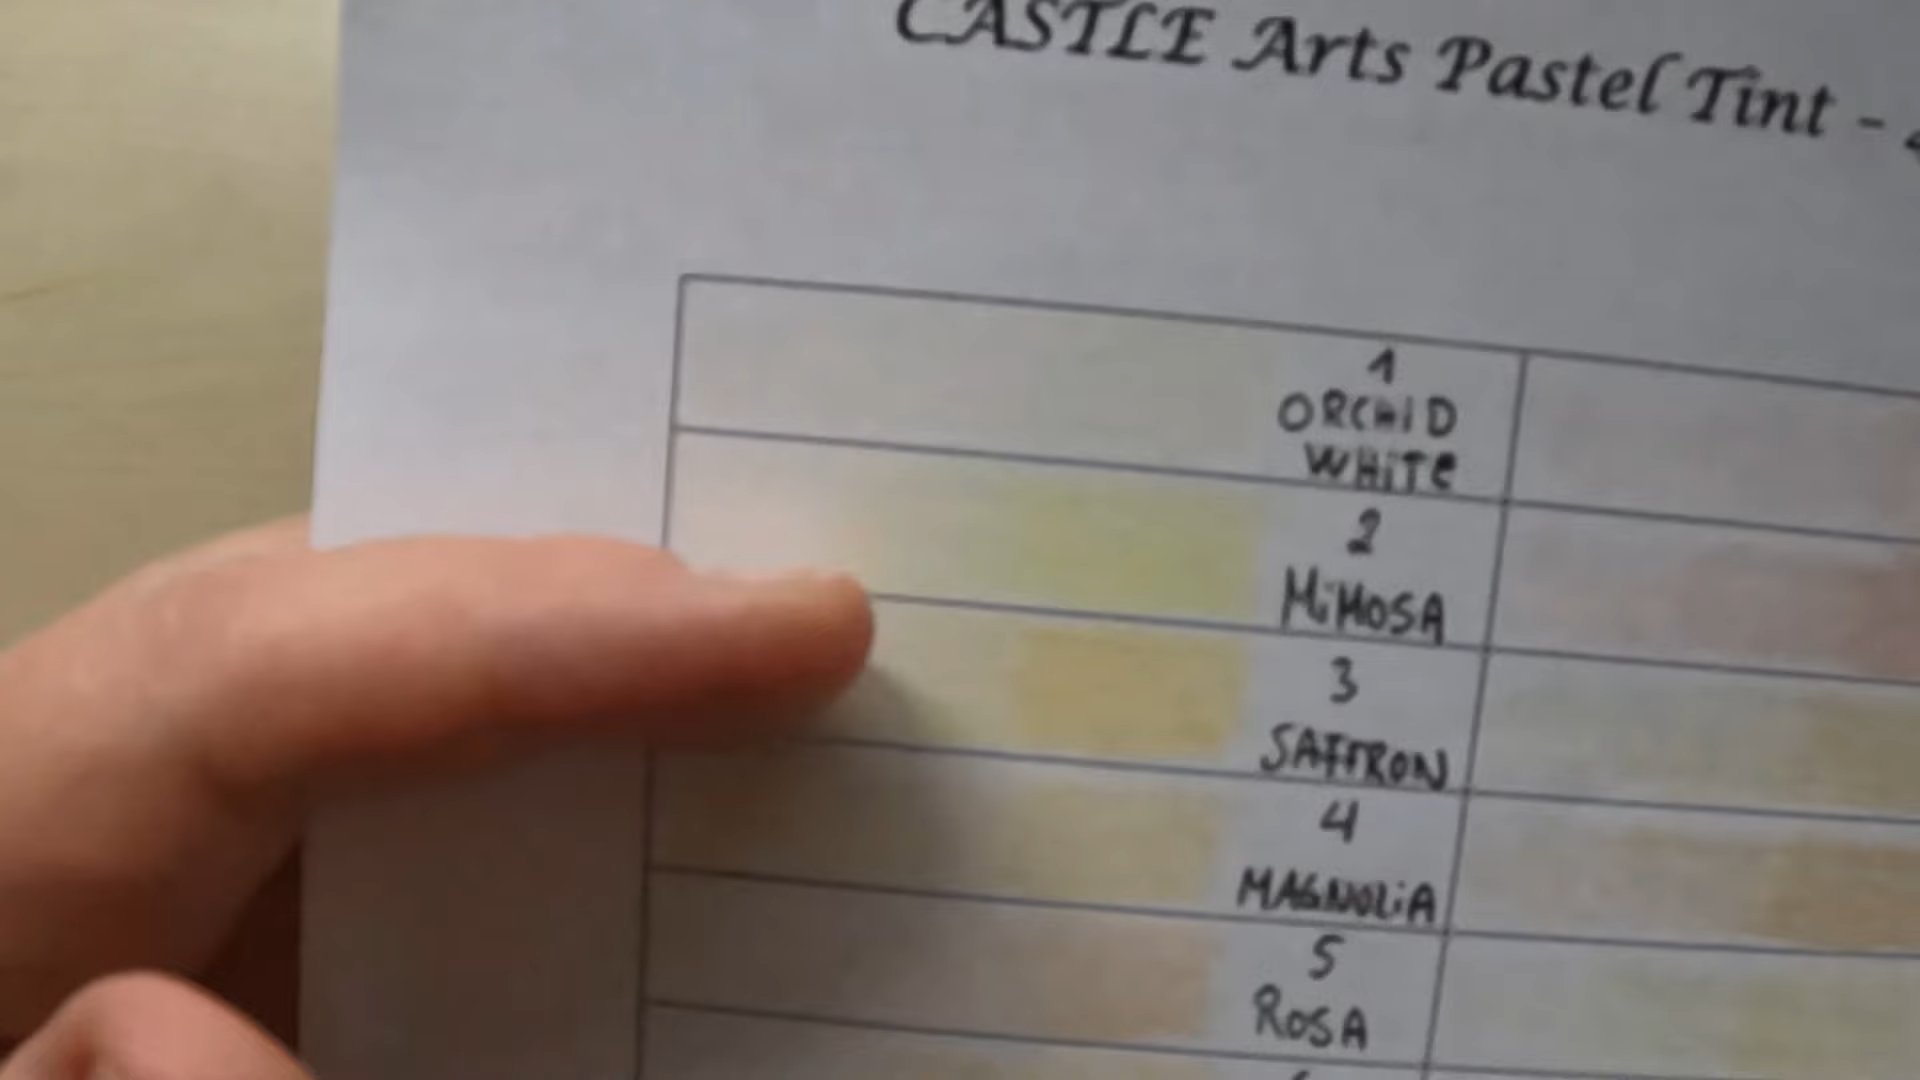 CASTLE Arts Pastel Tint -
1
ORCHiD
WHiTe
2
MiMOSA
3
SAFFRON
4
MAGNOLiA
5
ROSA